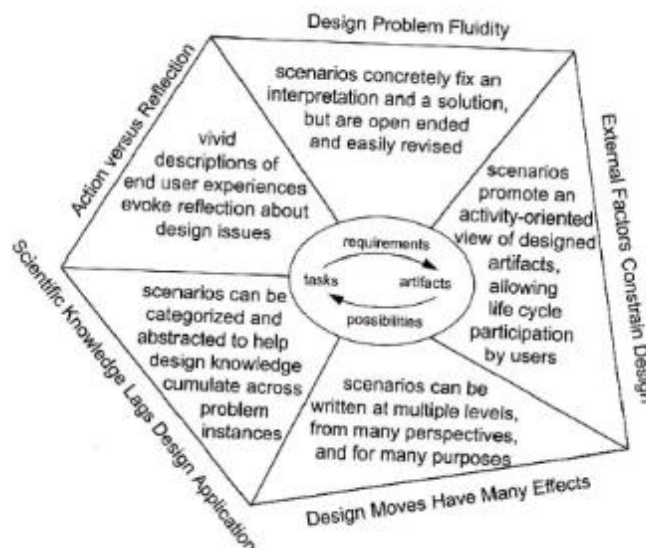 Design Problem Fluidity
scenarios concretely fix an
interpretation and a solution,
but are open ended
and easily revised
Action versus Reflection
vivid
descriptions of
end user experiences
evoke reflection about
design issues
External Factors Constrain Design
scenarios
promote an
activity-oriented
view of designed
artifacts,
allowing
life cycle
participation
by users
requirements
tasks
artifacts
possibilities
Scientific Knowledge Lags Design Application
scenarios can be
categorized and
abstracted to help
design knowledge
cumulate across
problem
instances
scenarios can be
written at multiple levels,
from many perspectives,
and for many purposes
Design Moves Have Many Effects